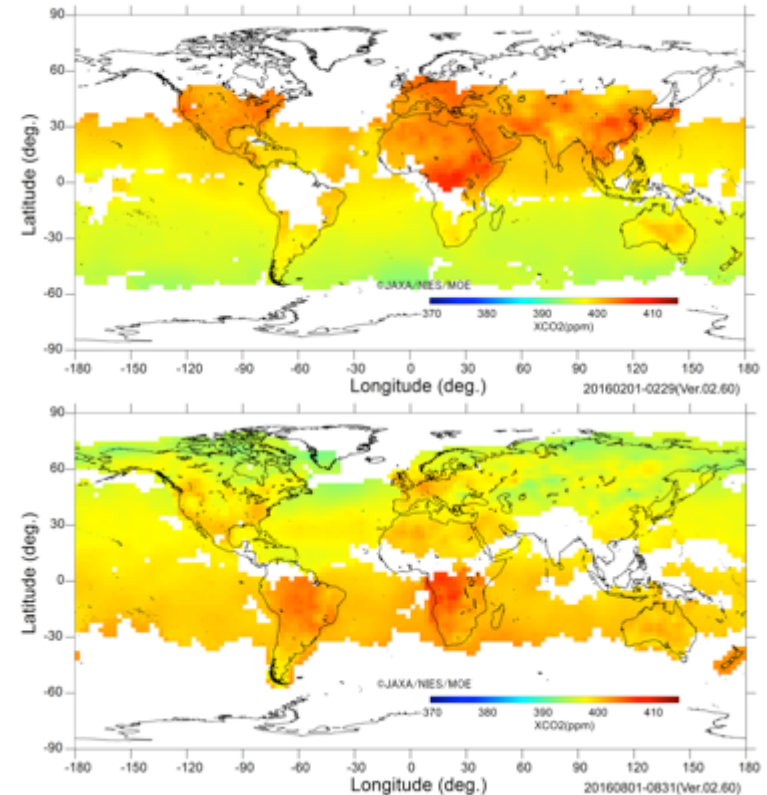 90
60
30
0
-30
-60
-90
Latitude (deg.)
©JAXA/NIES/MOE
370 380 390 400 410
XCO2(ppm)
-180 -150 -120 -90 -60 -30 0 30 60 90 120 150 180
Longitude (deg.)
20160201-0229(Ver.02.60)
90
60
30
0
-30
-60
-90
Latitude (deg.)
©JAXA/NIES/MOE
370 380 390 400 410
XCO2(ppm)
-180 -150 -120 -90 -60 -30 0 30 60 90 120 150 180
Longitude (deg.)
20160801-0831(Ver.02.60)